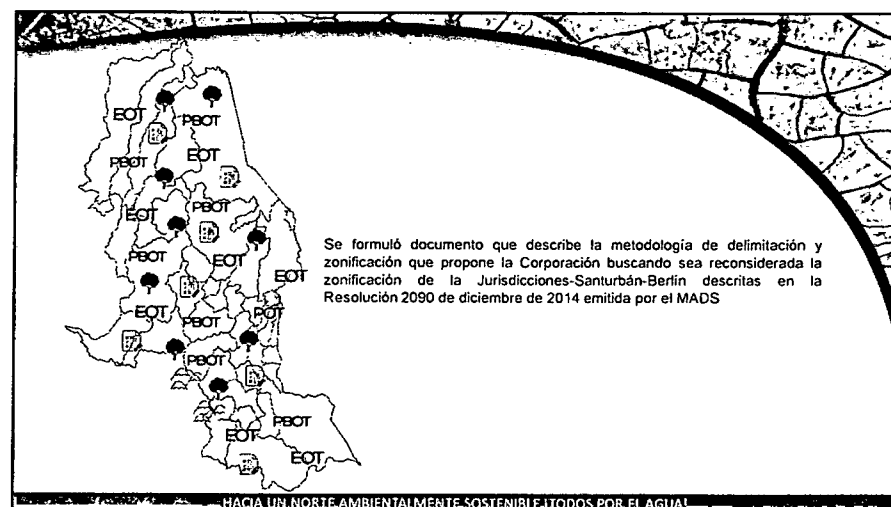 EOT
PBOT
PBOT
EOT
EOT
PBOT
PBOT
EOT
EOT
EOT
POT
PBOT
PBOT
PBOT
EOT
EOT
Se formuló documento que describe la metodología de delimitación y
zonificación que propone la Corporación buscando sea reconsiderada la
zonificación de la Jurisdicciones-Santurbán-Berlín descritas en la
Resolución 2090 de diciembre de 2014 emitida por el MADS
HACIA UN NORTE AMBIENTALMENTE SOSTENIBLE ¡TODOS POR EL AGUA!